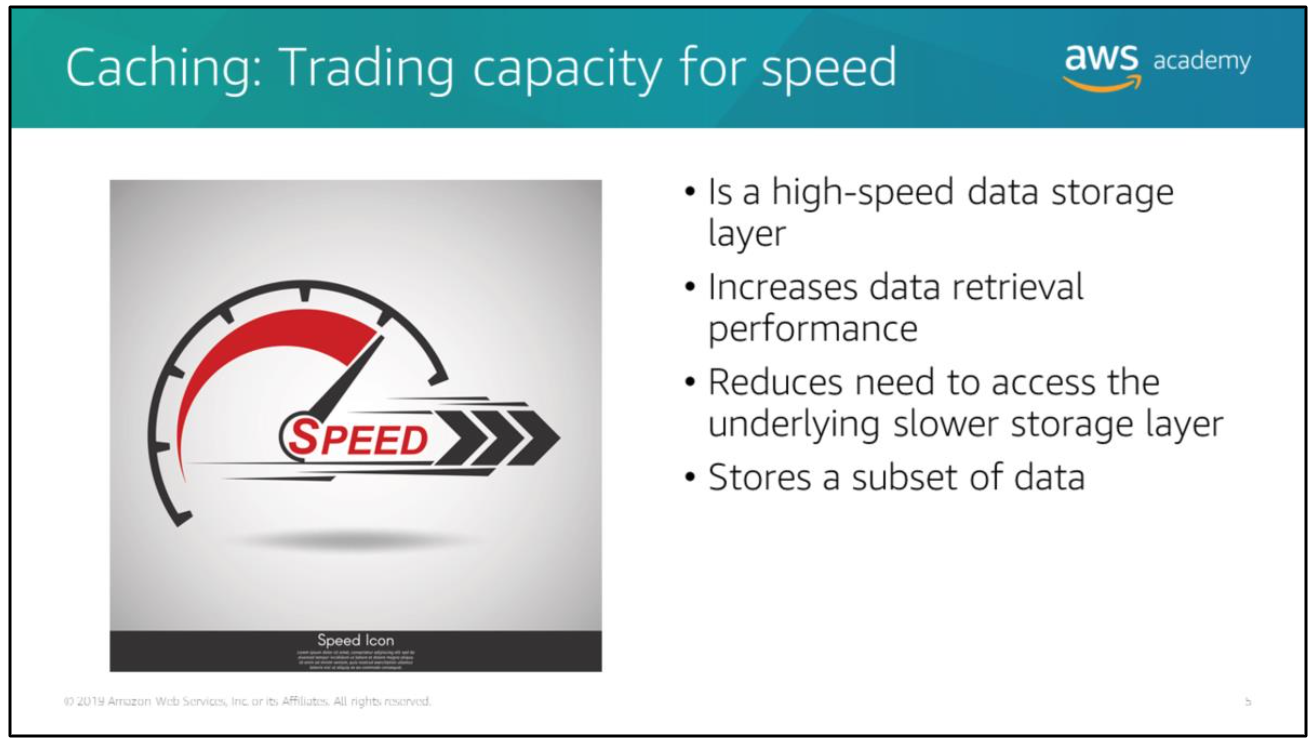 Caching: Trading capacity for speed
aws academy
• Is a high-speed data storage
layer
• Increases data retrieval
performance
• Reduces need to access the
underlying slower storage layer
• Stores a subset of data
SPEED
Speed Icon
© 2019 Amazon Web Services, Inc. or its Affiliates. All rights reserved.
5